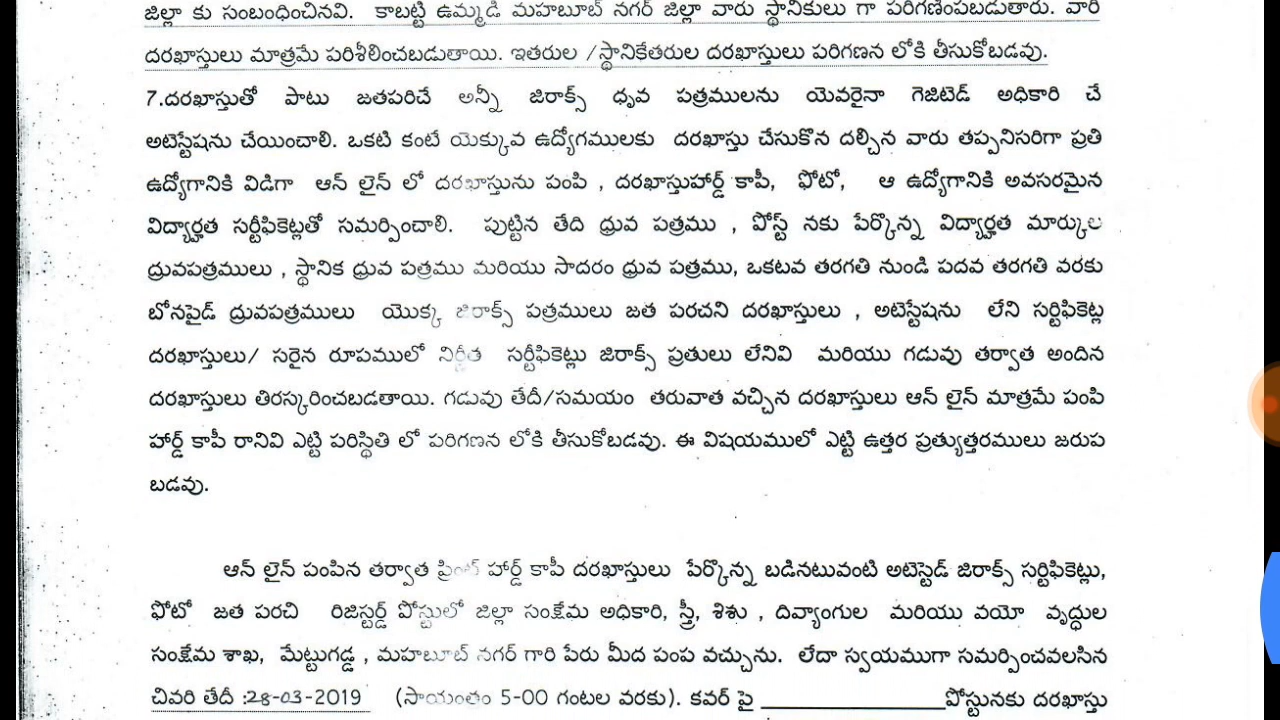 జిల్లా కు సంబంధించినవి. కాబట్టి ఉమ్మడి మహబూబ్ నగర్ జిల్లా వారు స్థానికులు గా పరిగణింపబడుతారు. వారి
దరఖాస్తులు మాత్రమే పరిశీలించబడుతాయి. ఇతరుల /స్థానికేతరుల దరఖాస్తులు పరిగణన లోకి తీసుకోబడవు.
7.దరఖాస్తుతో పాటు జతపరిచే అన్నీ జిరాక్స్ ధృవ పత్రములను యెవరైనా గెజిటెడ్ అధికారి చే
అటెస్టేషను చేయించాలి. ఒకటి కంటే యెక్కువ ఉద్యోగములకు దరఖాస్తు చేసుకొన దల్చిన వారు తప్పనిసరిగా ప్రతి
ఉద్యోగానికి విడిగా ఆన్ లైన్ లో దరఖాస్తును పంపి , దరఖాస్తుహార్డ్ కాపీ, ఫోటో, ఆ ఉద్యోగానికి అవసరమైన
విద్యార్హత సర్టీఫికెట్లతో సమర్పించాలి. పుట్టిన తేది ధ్రువ పత్రము , పోస్ట్ నకు పేర్కొన్న విద్యార్హత మార్కుల
ద్రువపత్రములు , స్థానిక ధ్రువ పత్రము మరియు సాదరం ధ్రువ పత్రము, ఒకటవ తరగతి నుండి పదవ తరగతి వరకు
బోనపైడ్ ద్రువపత్రములు యొక్క జిరాక్స్ పత్రములు జత పరచని దరఖాస్తులు , అటెస్టేషను లేని సర్టిఫికెట్ల
దరఖాస్తులు/ సరైన రూపములో నిర్ణీత సర్టీఫికెట్లు జిరాక్స్ ప్రతులు లేనివి మరియు గడువు తర్వాత అందిన
దరఖాస్తులు తిరస్కరించబడతాయి. గడువు తేదీ/సమయం తరువాత వచ్చిన దరఖాస్తులు ఆన్ లైన్ మాత్రమే పంపి
హార్డ్ కాపీ రానివి ఎట్టి పరిస్థితి లో పరిగణన లోకి తీసుకోబడవు. ఈ విషయములో ఎట్టి ఉత్తర ప్రత్యుత్తరములు జరుప
బడవు.
ఆన్ లైన్ పంపిన తర్వాత ప్రింట్ హార్డ్ కాపీ దరఖాస్తులు పేర్కొన్న బడినటువంటి అటెస్టెడ్ జిరాక్స్ సర్టిఫికెట్లు,
ఫోటో జత పరచి రిజిస్టర్డ్ పోస్టులో జిల్లా సంక్షేమ అధికారి, స్త్రీ, శిశు , దివ్యాంగుల మరియు వయో వృద్ధుల
సంక్షేమ శాఖ, మేట్టుగడ్డ , మహబూబ్ నగర్ గారి పేరు మీద పంప వచ్చును. లేదా స్వయముగా సమర్పించవలసిన
చివరి తేదీ :28-03-2019 (సాయంతం 5-00 గంటల వరకు). కవర్ పై ________________పోస్టునకు దరఖాస్తు